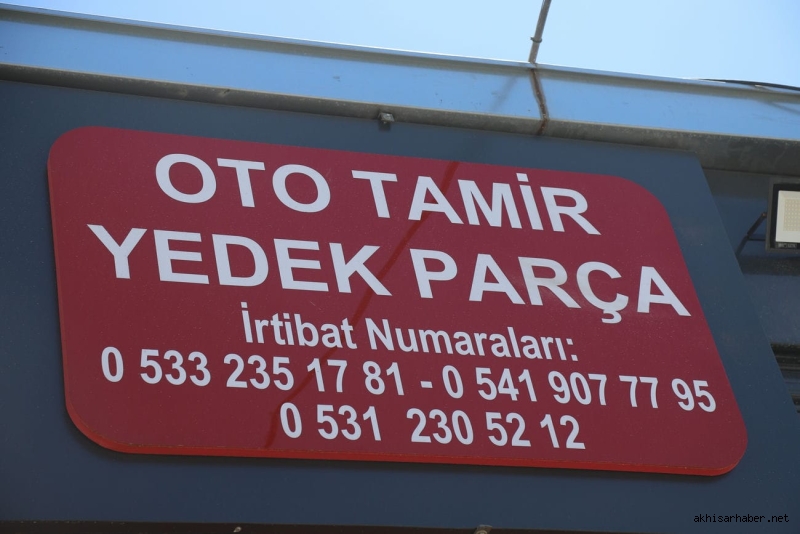 OTO TAMİR
YEDEK PARÇA
İrtibat Numaraları:
0 533 235 17 81 - 0 541 907 77 95
0 531 230 52 12
akhisarhaber.net